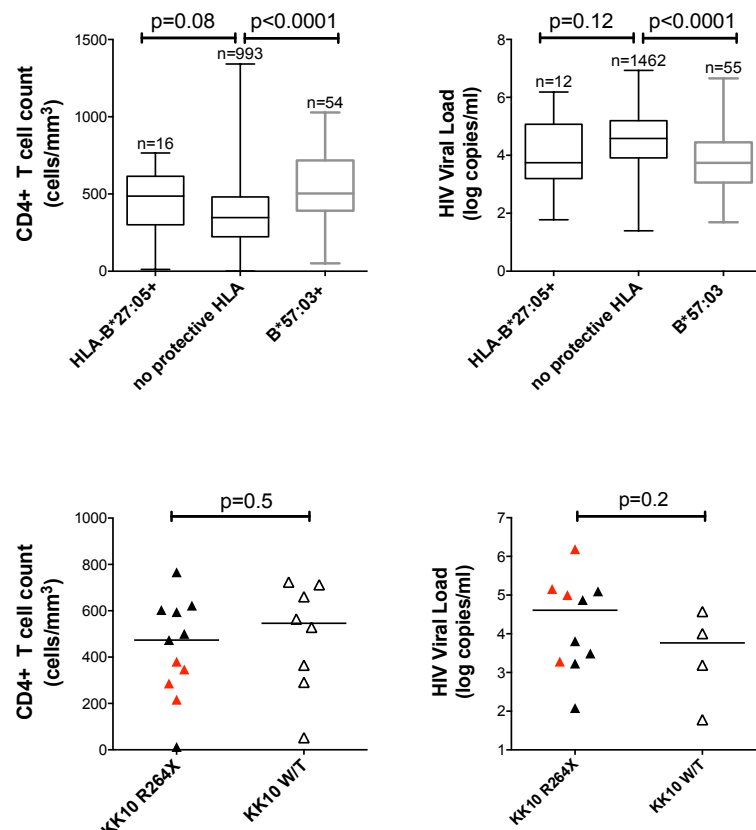 p=0.08 p<0.0001
1500
1000
500
0
CD4+ T cell count
(cells/mm³)
n=16
n=993
n=54
HLA-B*27:05+
no protective HLA
B*57:03+
p=0.12 p<0.0001
8
6
4
2
0
HIV Viral Load
(log copies/ml)
n=12
n=1462
n=55
HLA-B*27:05+
no protective HLA
B*57:03
p=0.5
1000
800
600
400
200
0
CD4+ T cell count
(cells/mm³)
KK10 R264X
KK10 W/T
p=0.2
7
6
5
4
3
2
1
HIV Viral Load
(log copies/ml)
KK10 R264X
KK10 W/T